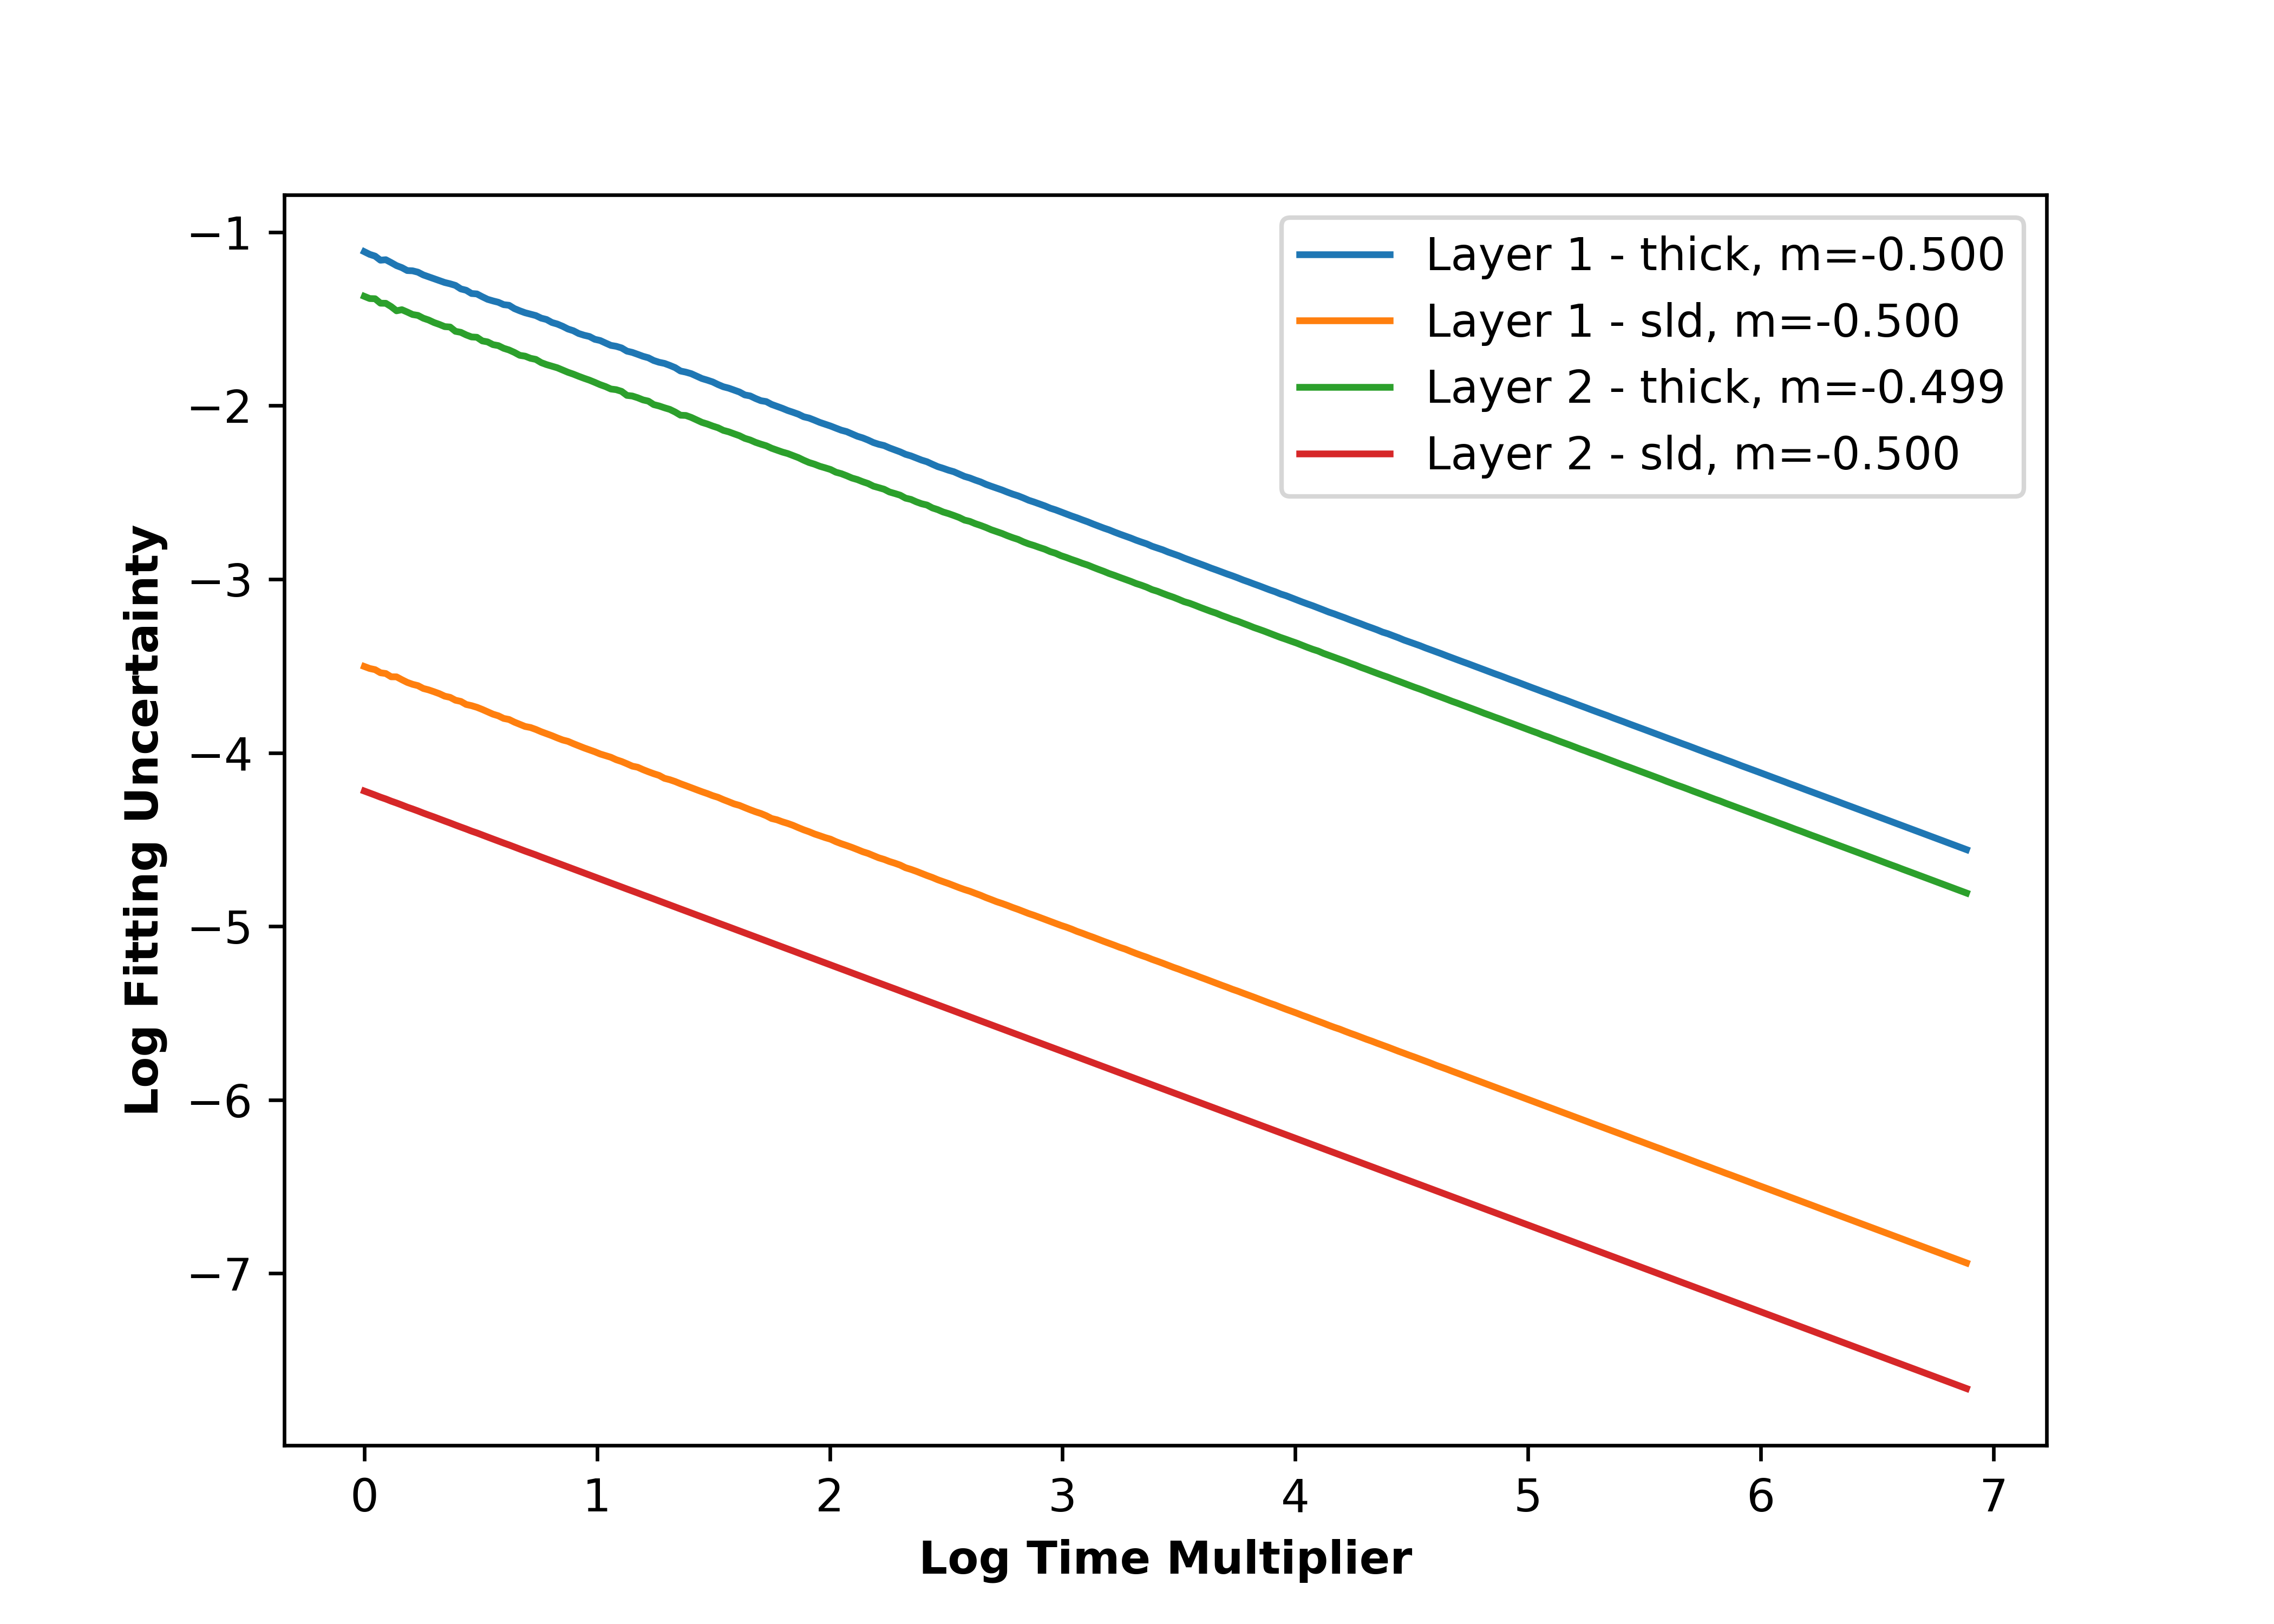 Layer 1 - thick, m=-0.500
Layer 1 - sld, m=-0.500
Layer 2 - thick, m=-0.499
Layer 2 - sld, m=-0.500
−1
−2
−3
−4
−5
−6
−7
Log Fitting Uncertainty
0 1 2 3 4 5 6 7
Log Time Multiplier